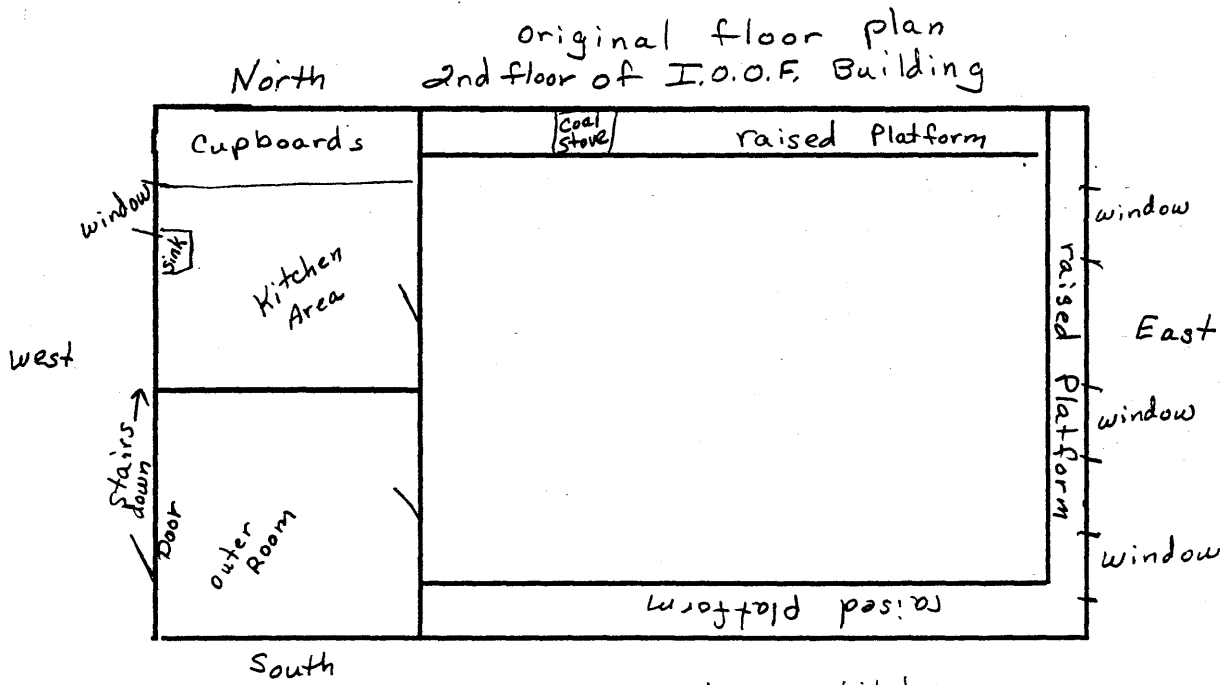 original floor plan
North 2nd floor of I.O.O.F. Building
Cupboards
Coal
Stove
raised Platform
window
sink
Kitchen
Area
window
raised Platform
East
west
window
Stairs
down
Door
outer
Room
window
raised platform
South